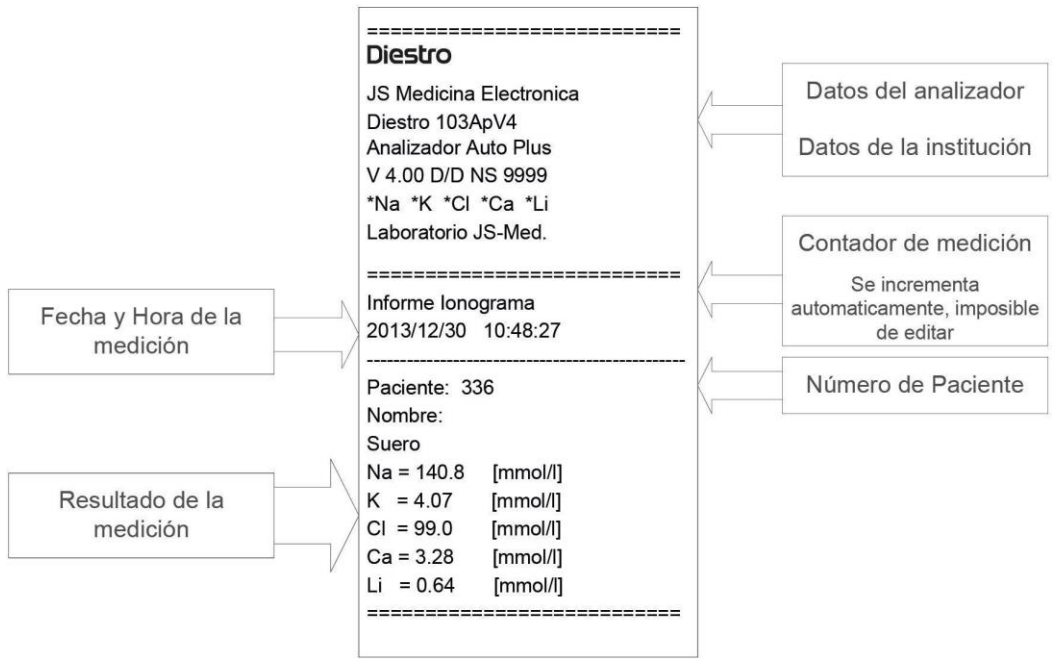 ===========================
Diestro
JS Medicina Electronica
Diestro 103ApV4
Analizador Auto Plus
V 4.00 D/D NS 9999
*Na *K *Cl *Ca *Li
Laboratorio JS-Med.
===========================
Informe Ionograma
2013/12/30 10:48:27
------------------------------------------------
Paciente: 336
Nombre:
Suero
Na = 140.8 [mmol/l]
K = 4.07 [mmol/l]
Cl = 99.0 [mmol/l]
Ca = 3.28 [mmol/l]
Li = 0.64 [mmol/l]
===========================
Fecha y Hora de la
medición
Resultado de la
medición
Datos del analizador
Datos de la institución
Contador de medición
Se incrementa
automaticamente, imposible
de editar
Número de Paciente